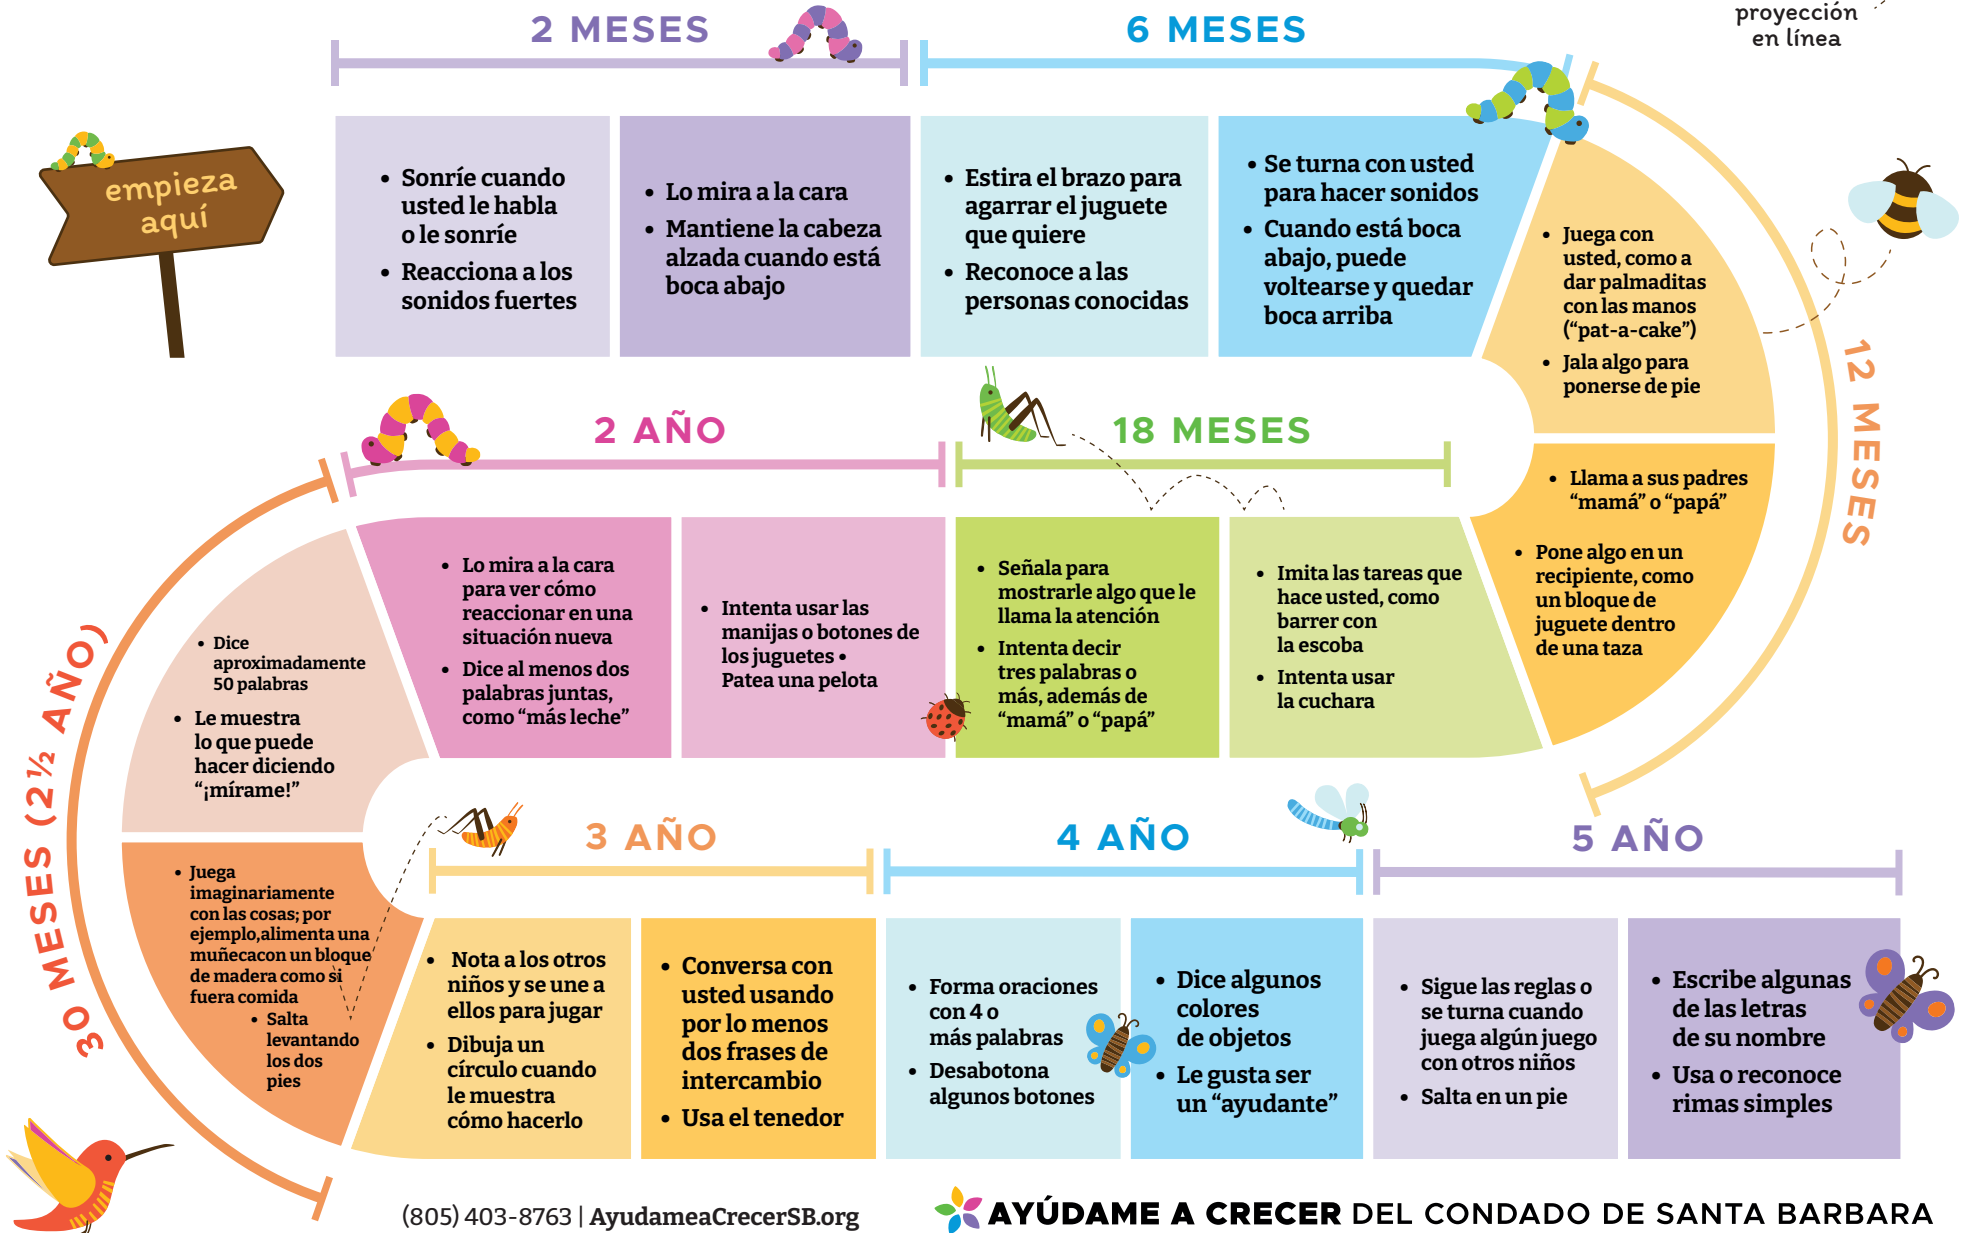 proyección
en línea
empieza
aquí
2 MESES
• Sonríe cuando
usted le habla
o le sonríe
• Reacciona a los
sonidos fuertes
• Lo mira a la cara
• Mantiene la cabeza
alzada cuando está
boca abajo
6 MESES
• Estira el brazo para
agarrar el juguete
que quiere
• Reconoce a las
personas conocidas
• Se turna con usted
para hacer sonidos
• Cuando está boca
abajo, puede
voltearse y quedar
boca arriba
12 MESES
• Juega con
usted, como a
dar palmaditas
con las manos
(“pat-a-cake”)
• Jala algo para
ponerse de pie
• Llama a sus padres
“mamá” o “papá”
• Pone algo en un
recipiente, como
un bloque de
juguete dentro
de una taza
18 MESES
• Imita las tareas que
hace usted, como
barrer con
la escoba
• Intenta usar
la cuchara
• Señala para
mostrarle algo que le
llama la atención
• Intenta decir
tres palabras o
más, además de
“mamá” o “papá”
2 AÑO
• Intenta usar las
manijas o botones de
los juguetes •
Patea una pelota
• Lo mira a la cara
para ver cómo
reaccionar en una
situación nueva
• Dice al menos dos
palabras juntas,
como “más leche”
30 MESES (2½ AÑO)
• Dice
aproximadamente
50 palabras
• Le muestra
lo que puede
hacer diciendo
“¡mírame!”
• Juega
imaginariamente
con las cosas; por
ejemplo,alimenta una
muñecacon un bloque
de madera como si
fuera comida
• Salta
levantando
los dos
pies
3 AÑO
• Nota a los otros
niños y se une a
ellos para jugar
• Dibuja un
círculo cuando
le muestra
cómo hacerlo
• Conversa con
usted usando
por lo menos
dos frases de
intercambio
• Usa el tenedor
4 AÑO
• Forma oraciones
con 4 o
más palabras
• Desabotona
algunos botones
• Dice algunos
colores
de objetos
• Le gusta ser
un “ayudante”
5 AÑO
• Sigue las reglas o
se turna cuando
juega algún juego
con otros niños
• Salta en un pie
• Escribe algunas
de las letras
de su nombre
• Usa o reconoce
rimas simples
(805) 403-8763 | AyudameaCrecerSB.org
AYÚDAME A CRECER DEL CONDADO DE SANTA BARBARA